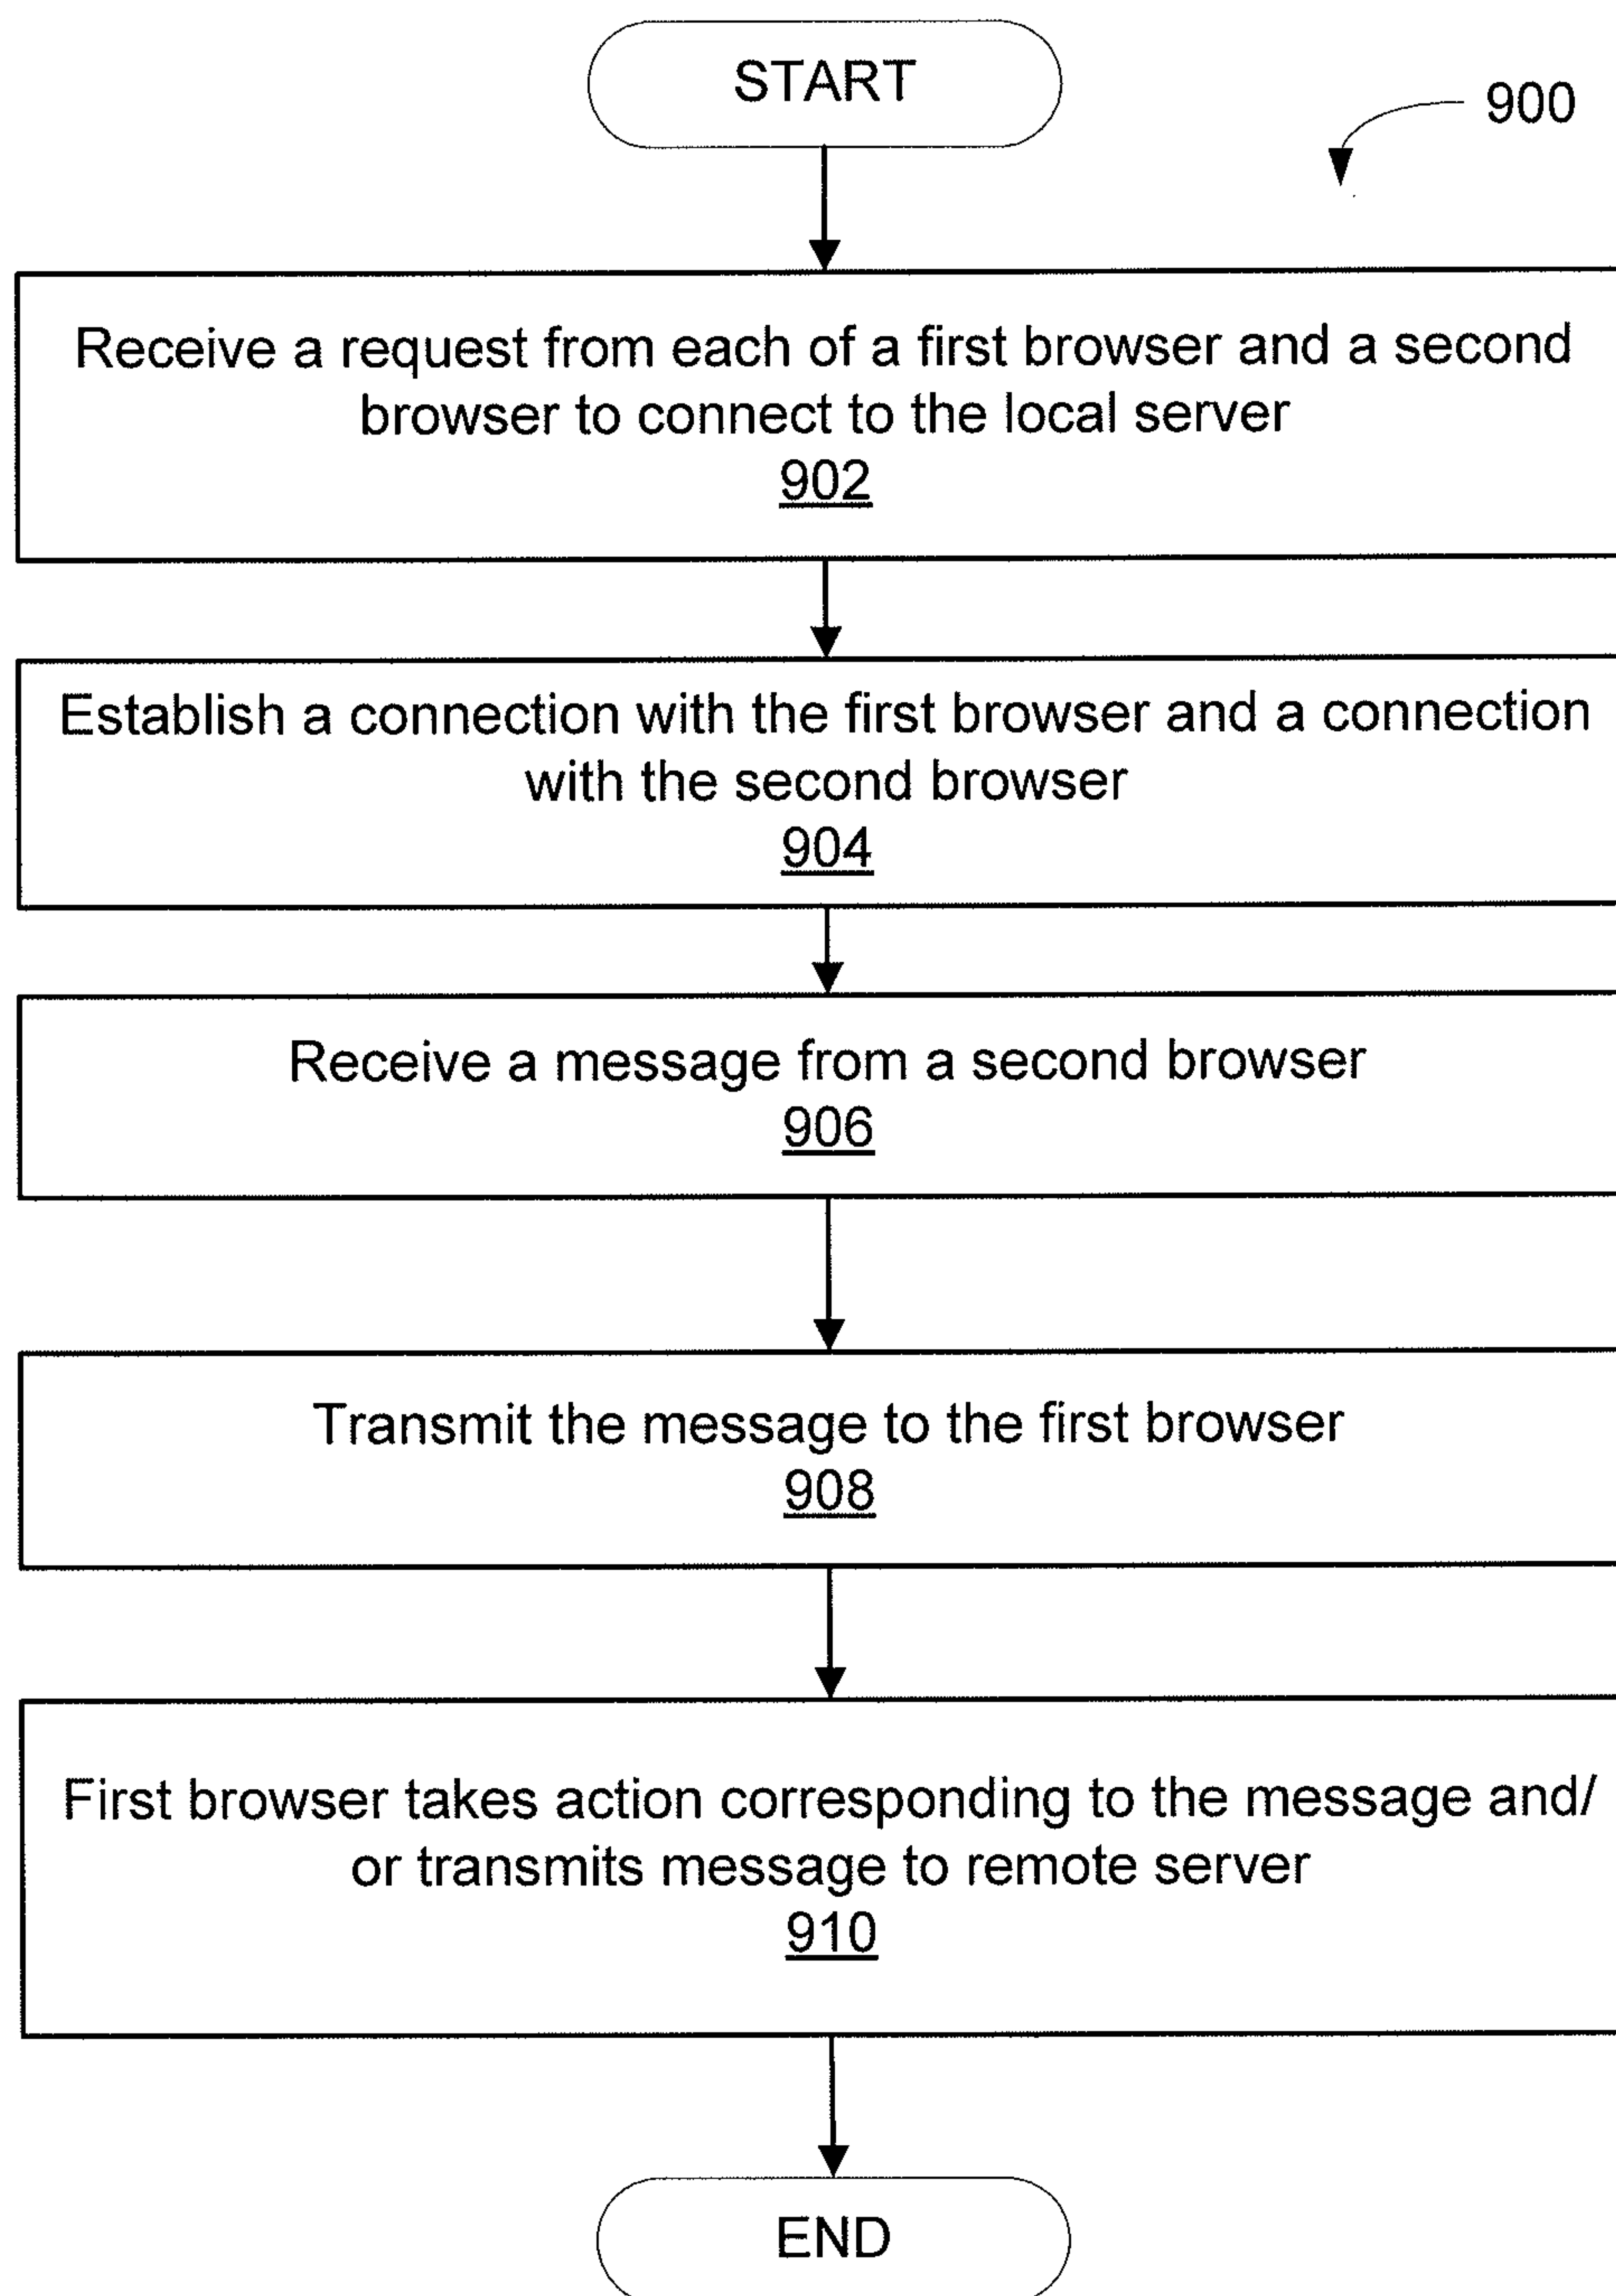 START
900
Receive a request from each of a first browser and a second
browser to connect to the local server
902
Establish a connection with the first browser and a connection
with the second browser
904
Receive a message from a second browser
906
Transmit the message to the first browser
908
First browser takes action corresponding to the message and/
or transmits message to remote server
910
END